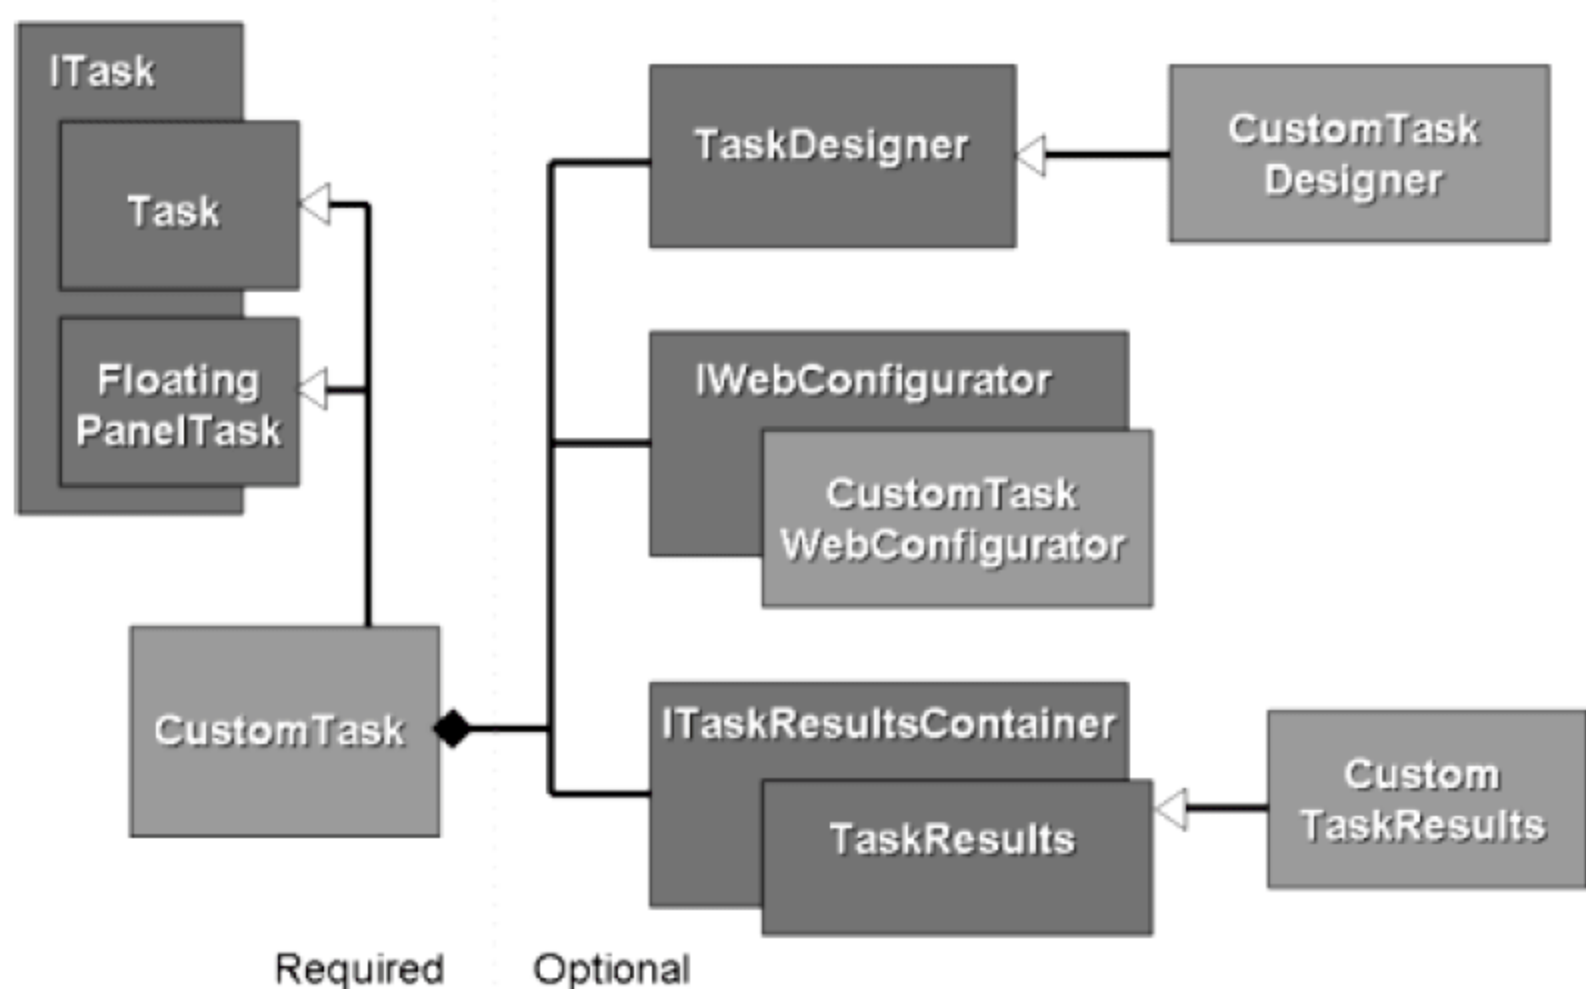 ITask
Task
Floating
PanelTask
CustomTask
Required
TaskDesigner
CustomTask
Designer
IWebConfigurator
CustomTask
WebConfigurator
ITaskResultsContainer
TaskResults
Custom
TaskResults
Optional